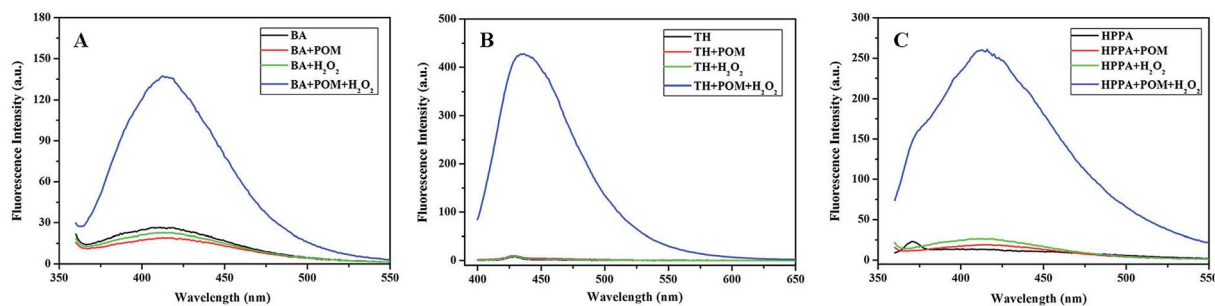 A
BA
BA+POM
BA+H₂O₂
BA+POM+H₂O₂
Fluorescence Intensity (a.u.)
180
150
120
90
60
30
0
350 400 450 500 550
Wavelength (nm)
B
TH
TH+POM
TH+H₂O₂
TH+POM+H₂O₂
Fluorescence Intensity (a.u.)
500
400
300
200
100
0
400 450 500 550 600 650
Wavelength (nm)
C
HPPA
HPPA+POM
HPPA+H₂O₂
HPPA+POM+H₂O₂
Fluorescence Intensity (a.u.)
300
250
200
150
100
50
0
350 400 450 500 550
Wavelength (nm)